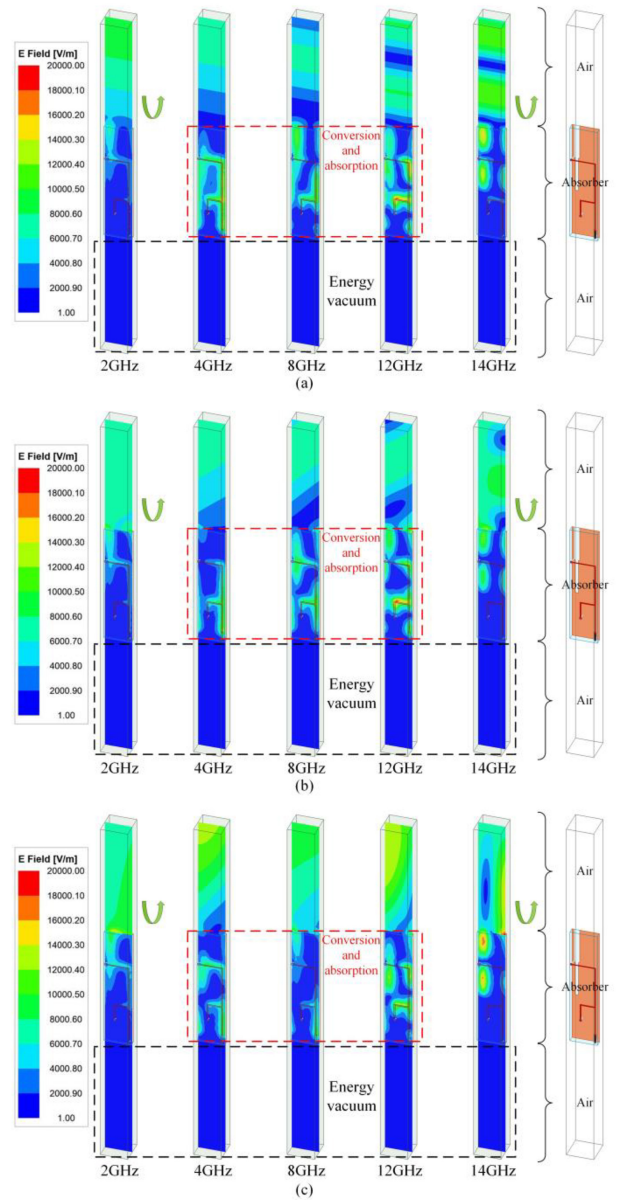 E Field [V/m]
20000.00
18000.10
16000.20
14000.30
12000.40
10000.50
8000.60
6000.70
4000.80
2000.90
1.00
Conversion
and
absorption
Energy
vacuum
Air
Absorber
Air
2GHz 4GHz 8GHz 12GHz 14GHz
(a)
E Field [V/m]
20000.00
18000.10
16000.20
14000.30
12000.40
10000.50
8000.60
6000.70
4000.80
2000.90
1.00
Conversion
and
absorption
Energy
vacuum
Air
Absorber
Air
2GHz 4GHz 8GHz 12GHz 14GHz
(b)
E Field [V/m]
20000.00
18000.10
16000.20
14000.30
12000.40
10000.50
8000.60
6000.70
4000.80
2000.90
1.00
Conversion
and
absorption
Energy
vacuum
Air
Absorber
Air
2GHz 4GHz 8GHz 12GHz 14GHz
(c)